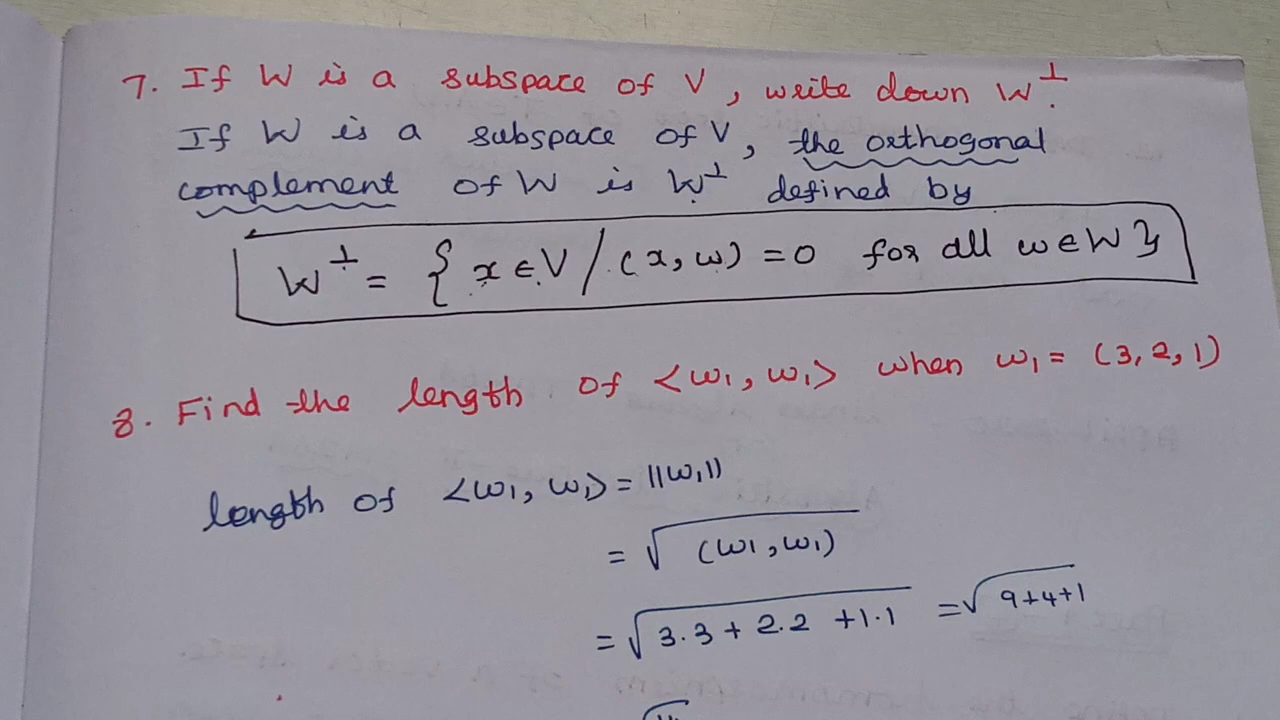 7. If W is a subspace of V, write down W⊥.
If W is a subspace of V, the orthogonal
complement of W is W⊥ defined by
W⊥ = { x ∈ V / (x, w) = 0 for all w ∈ W }
8. Find the length of <w₁, w₁> when w₁ = (3, 2, 1)
length of <w₁, w₁> = ||w₁||
= √(w₁, w₁)
= √3.3 + 2.2 + 1.1 = √9+4+1